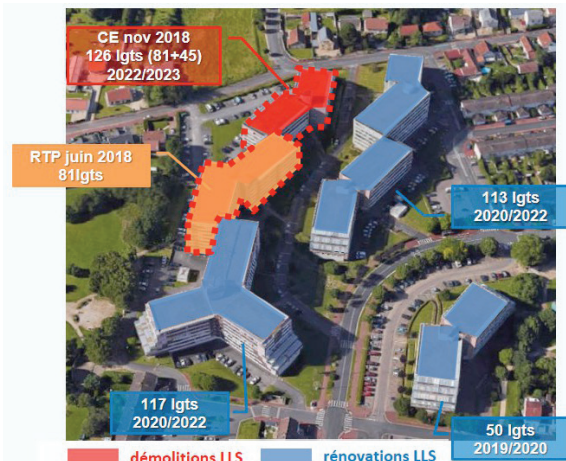 CE nov 2018
126 lgts (81+45)
2022/2023
RTP juin 2018
81lgts
113 lgts
2020/2022
117 lgts
2020/2022
50 lgts
2019/2020
démolitions LLS
rénovations LLS